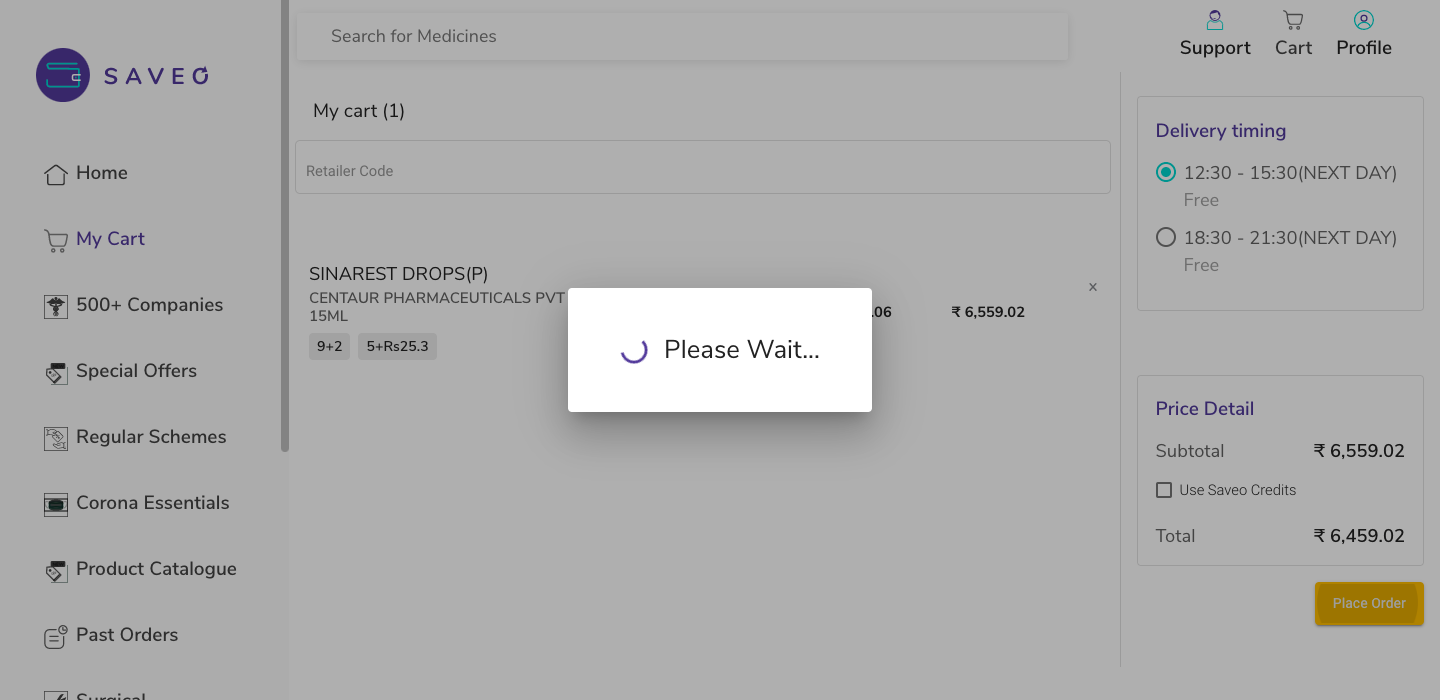 SAVEO
Home
My Cart
500+ Companies
Special Offers
Regular Schemes
Corona Essentials
Product Catalogue
Past Orders
Surgical
Search for Medicines
Support
Cart
Profile
My cart (1)
Retailer Code
SINAREST DROPS(P)
CENTAUR PHARMACEUTICALS PVT
15ML
9+2
5+Rs25.3
.06
₹ 6,559.02
x
Please Wait...
Delivery timing
12:30 - 15:30(NEXT DAY)
Free
18:30 - 21:30(NEXT DAY)
Free
Price Detail
Subtotal ₹ 6,559.02
Use Saveo Credits
Total ₹ 6,459.02
Place Order